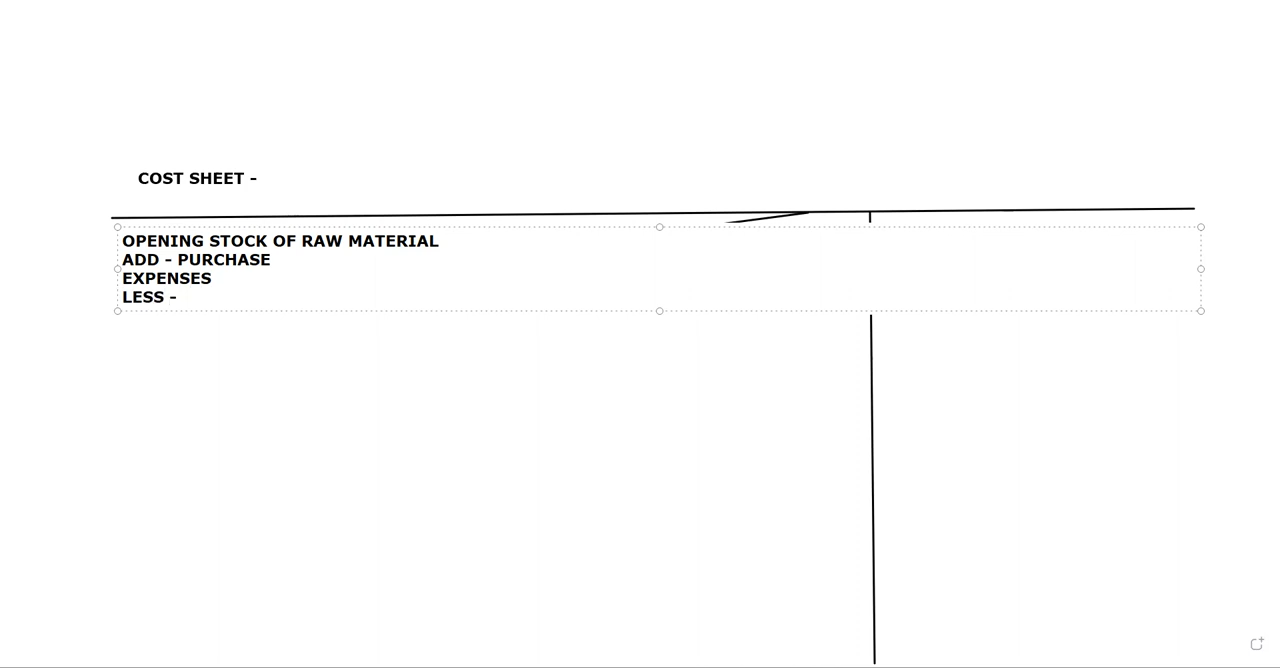 COST SHEET -
OPENING STOCK OF RAW MATERIAL
ADD - PURCHASE
EXPENSES
LESS -